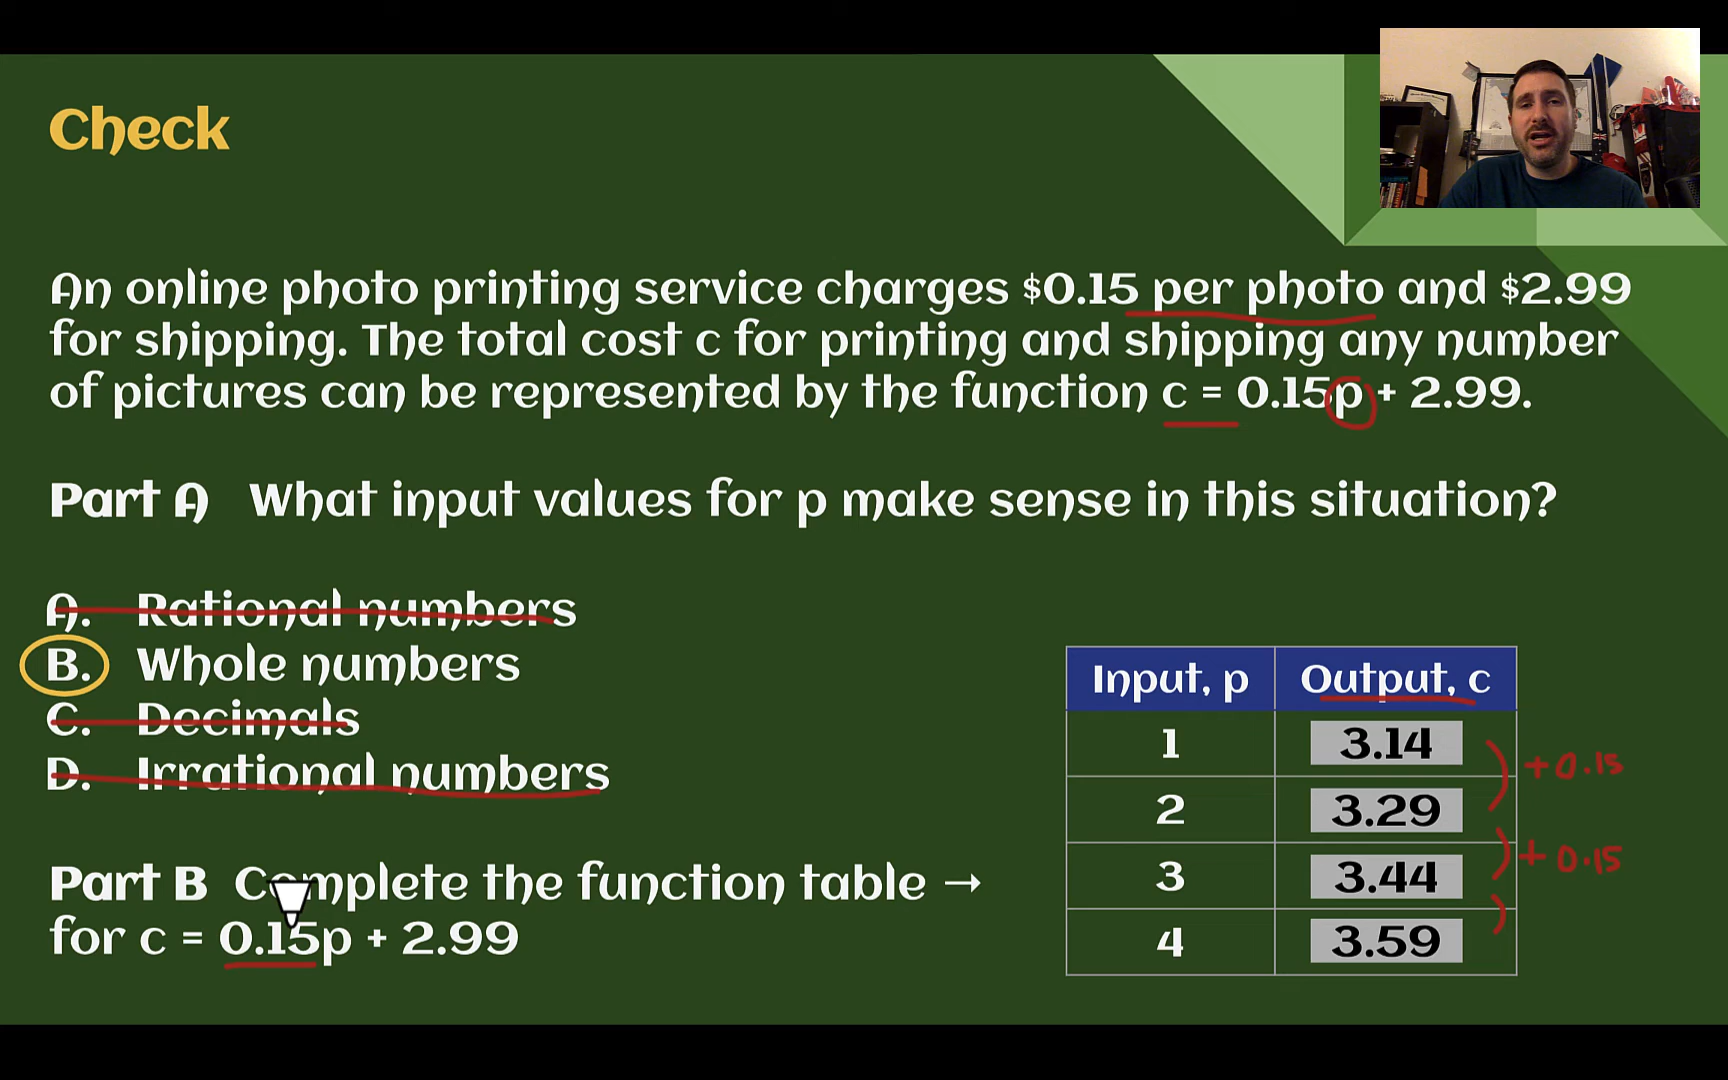 Check
An online photo printing service charges $0.15 per photo and $2.99
for shipping. The total cost c for printing and shipping any number
of pictures can be represented by the function c = 0.15p + 2.99.
Part A What input values for p make sense in this situation?
A. Rational numbers
B. Whole numbers
C. Decimals
D. Irrational numbers
Part B Complete the function table →
for c = 0.15p + 2.99
Input, p Output, c
1 3.14
+0.15
2 3.29
+0.15
3 3.44
4 3.59